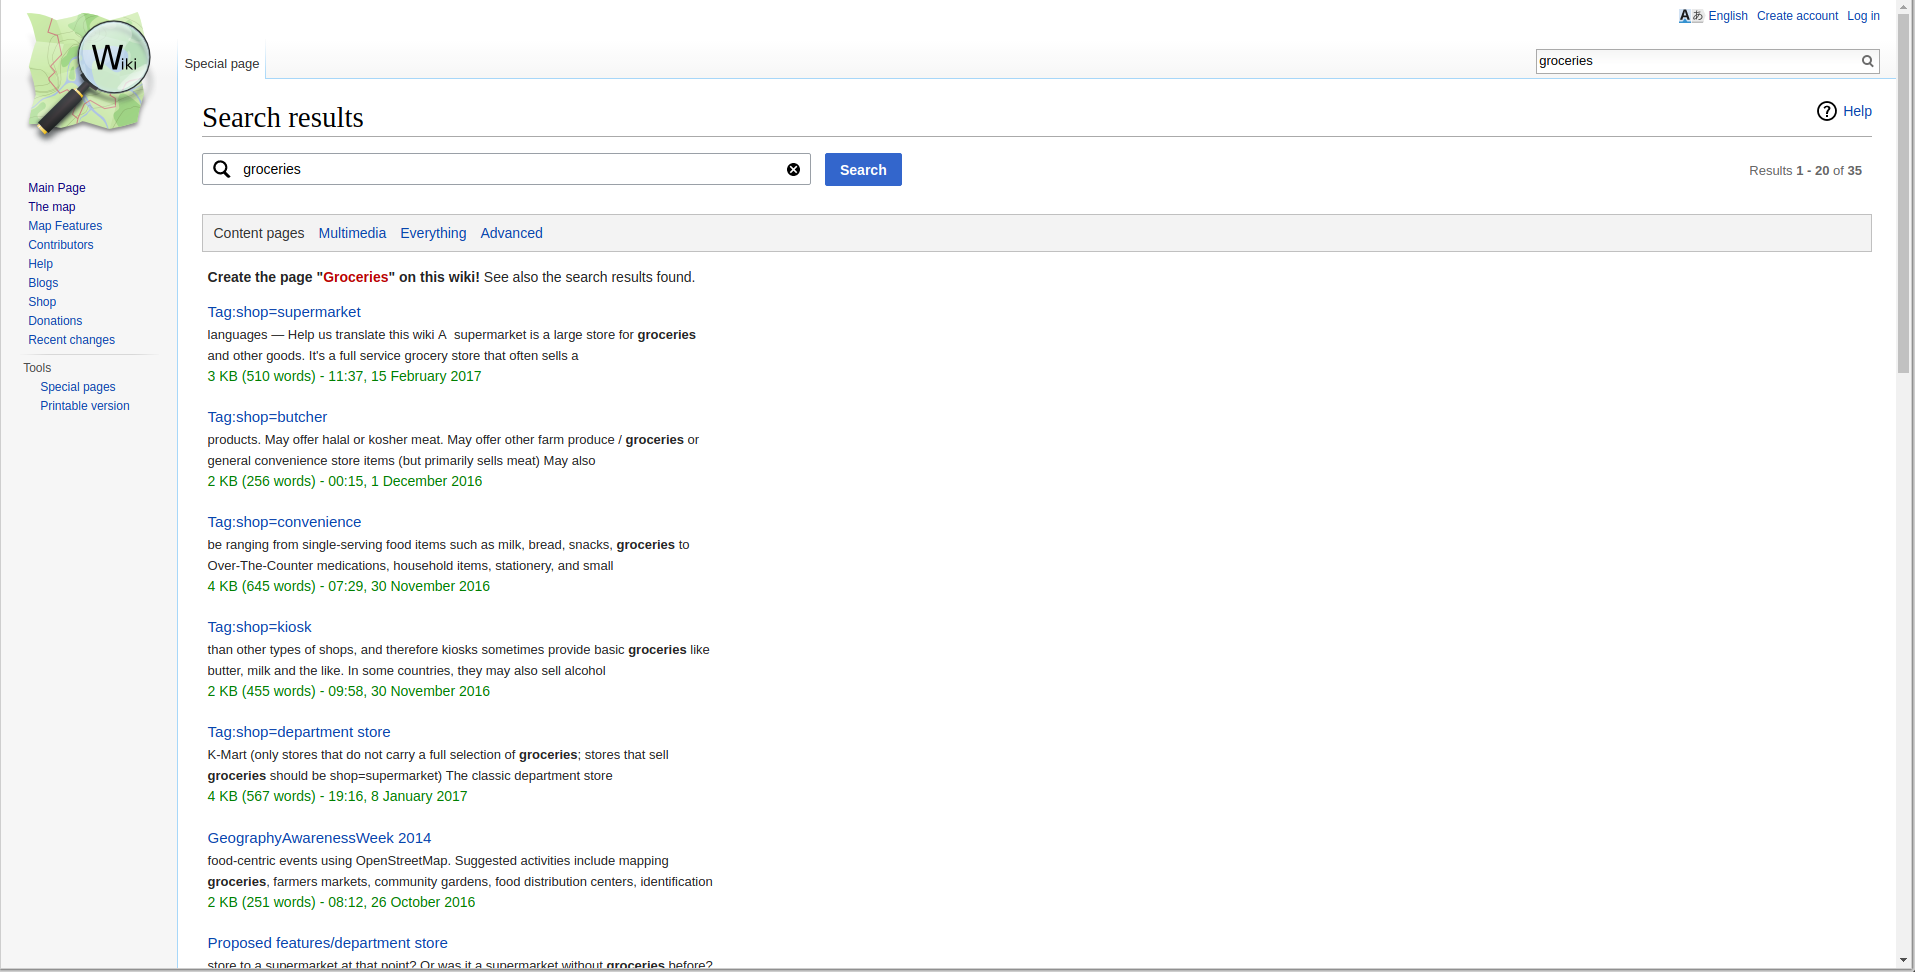 Wiki
あ English Create account Log in
Special page
groceries
Search results
Help
groceries
Search
Results 1 - 20 of 35
Main Page
The map
Map Features
Contributors
Help
Blogs
Shop
Donations
Recent changes
Tools
Special pages
Printable version
Content pages Multimedia Everything Advanced
Create the page "Groceries" on this wiki! See also the search results found.
Tag:shop=supermarket
languages — Help us translate this wiki A supermarket is a large store for groceries
and other goods. It's a full service grocery store that often sells a
3 KB (510 words) - 11:37, 15 February 2017
Tag:shop=butcher
products. May offer halal or kosher meat. May offer other farm produce / groceries or
general convenience store items (but primarily sells meat) May also
2 KB (256 words) - 00:15, 1 December 2016
Tag:shop=convenience
be ranging from single-serving food items such as milk, bread, snacks, groceries to
Over-The-Counter medications, household items, stationery, and small
4 KB (645 words) - 07:29, 30 November 2016
Tag:shop=kiosk
than other types of shops, and therefore kiosks sometimes provide basic groceries like
butter, milk and the like. In some countries, they may also sell alcohol
2 KB (455 words) - 09:58, 30 November 2016
Tag:shop=department store
K-Mart (only stores that do not carry a full selection of groceries; stores that sell
groceries should be shop=supermarket) The classic department store
4 KB (567 words) - 19:16, 8 January 2017
GeographyAwarenessWeek 2014
food-centric events using OpenStreetMap. Suggested activities include mapping
groceries, farmers markets, community gardens, food distribution centers, identification
2 KB (251 words) - 08:12, 26 October 2016
Proposed features/department store
store to a supermarket at that point? Or was it a supermarket without groceries before?